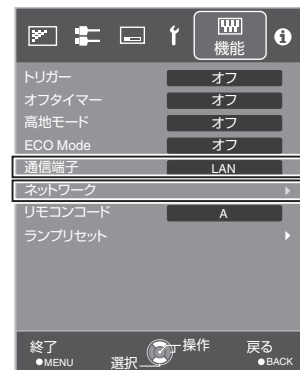 機能
トリガー オフ
オフタイマー オフ
高地モード オフ
ECO Mode オフ
通信端子 LAN
ネットワーク
リモコンコード A
ランプリセット
終了 操作 戻る
●MENU 選択 ●BACK